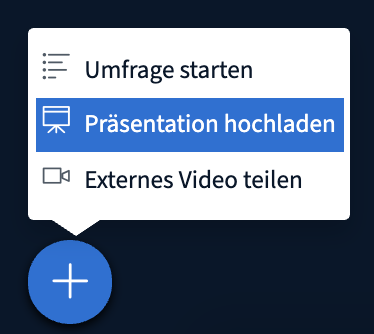 Umfrage starten
Präsentation hochladen
Externes Video teilen